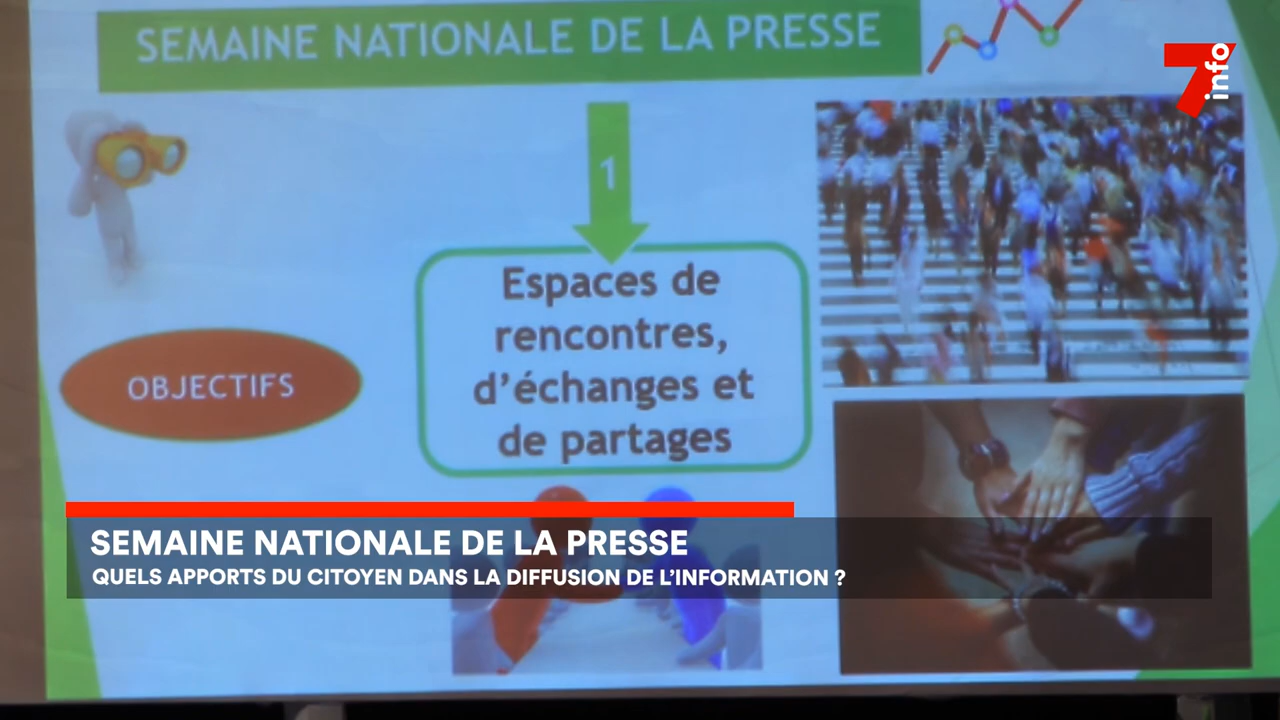 SEMAINE NATIONALE DE LA PRESSE
7 info
1
Espaces de
rencontres,
d'échanges et
de partages
OBJECTIFS
SEMAINE NATIONALE DE LA PRESSE
QUELS APPORTS DU CITOYEN DANS LA DIFFUSION DE L'INFORMATION ?